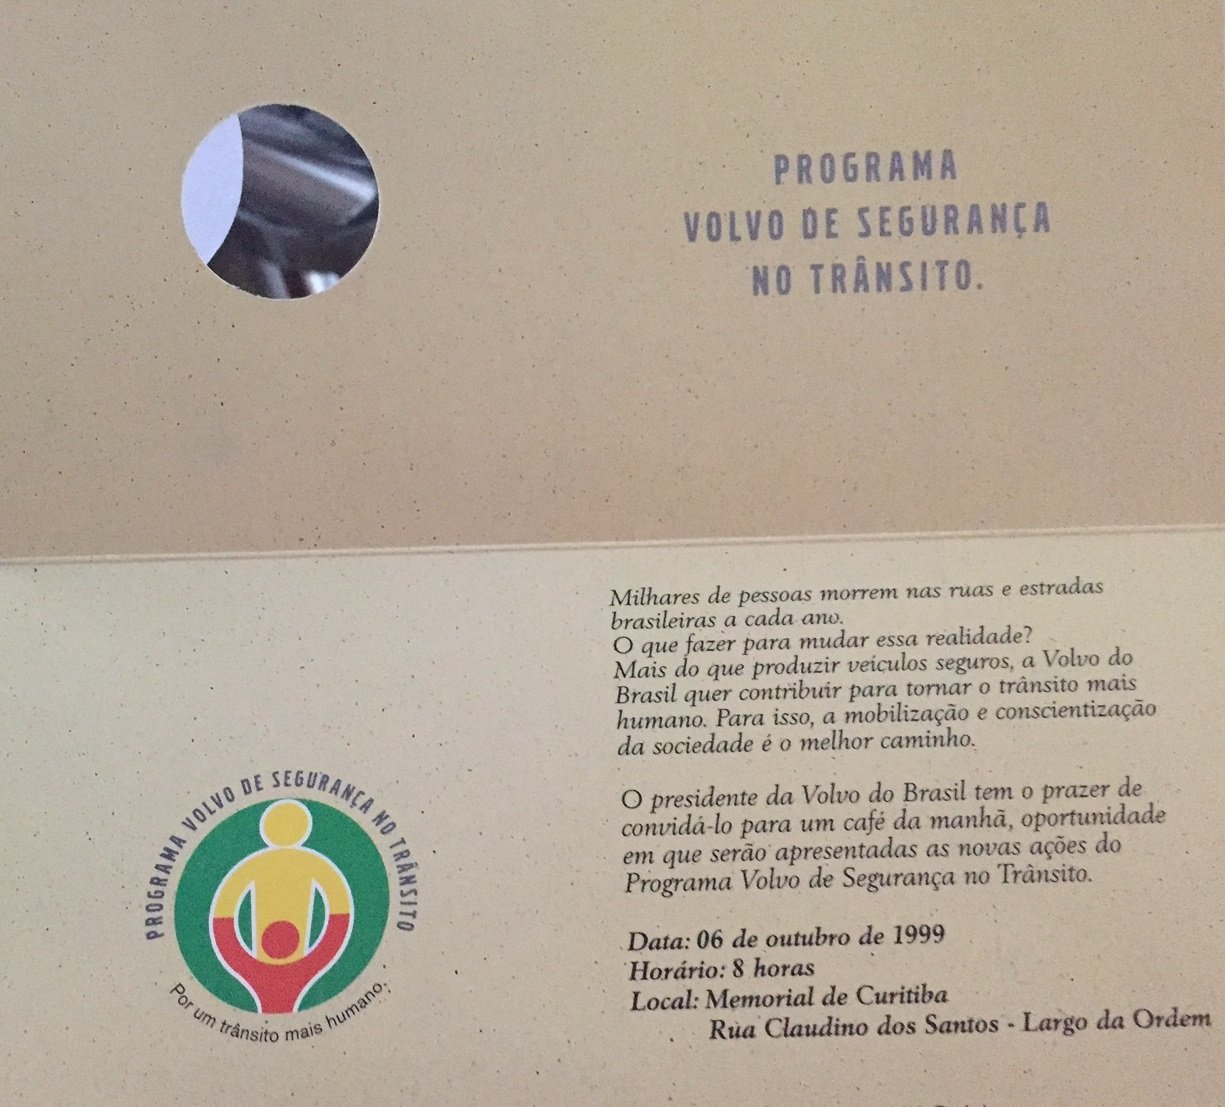 PROGRAMA
VOLVO DE SEGURANÇA
NO TRÂNSITO.
Milhares de pessoas morrem nas ruas e estradas
brasileiras a cada ano.
O que fazer para mudar essa realidade?
Mais do que produzir veículos seguros, a Volvo do
Brasil quer contribuir para tornar o trânsito mais
humano. Para isso, a mobilização e conscientização
da sociedade é o melhor caminho.
O presidente da Volvo do Brasil tem o prazer de
convidá-lo para um café da manhã, oportunidade
em que serão apresentadas as novas ações do
Programa Volvo de Segurança no Trânsito.
Data: 06 de outubro de 1999
Horário: 8 horas
Local: Memorial de Curitiba
Rua Claudino dos Santos - Largo da Ordem
PROGRAMA VOLVO DE SEGURANÇA NO TRÂNSITO
Por um trânsito mais humano.